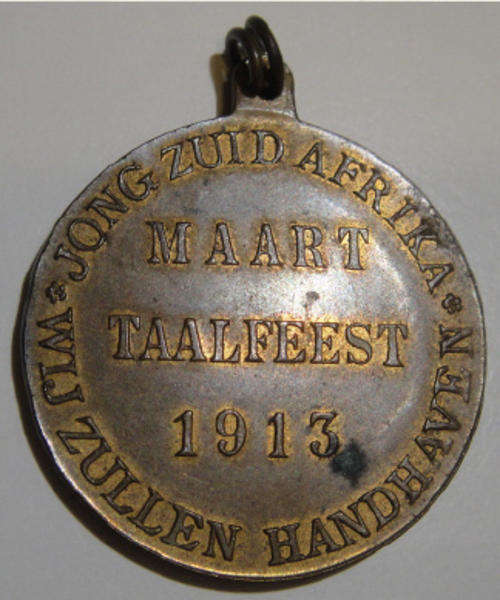 * JONG ZUID AFRIKA *
MAART
TAALFEEST
1913
WIJ ZULLEN HANDHAVEN